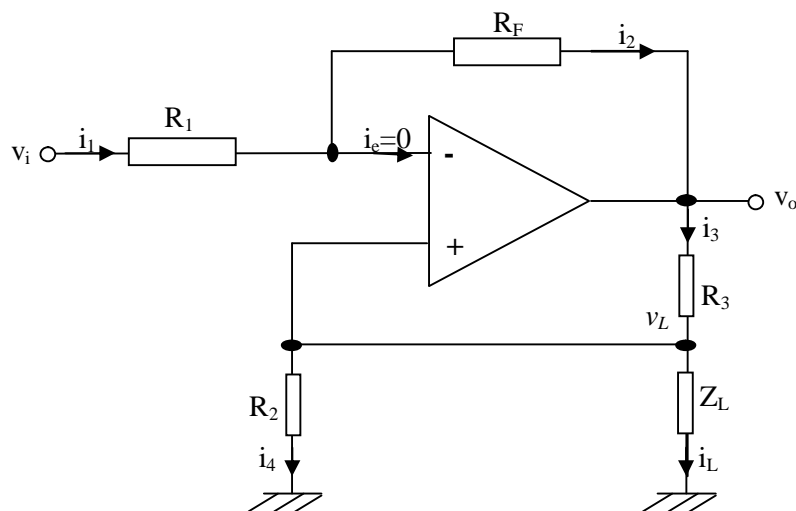 R_F
i_2
R_1
v_i
i_1
i_e=0
-
+
v_o
i_3
R_3
v_L
R_2
Z_L
i_4
i_L